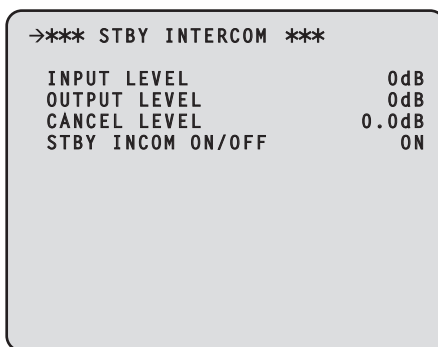 →*** STBY INTERCOM ***
INPUT LEVEL 0dB
OUTPUT LEVEL 0dB
CANCEL LEVEL 0.0dB
STBY INCOM ON/OFF ON